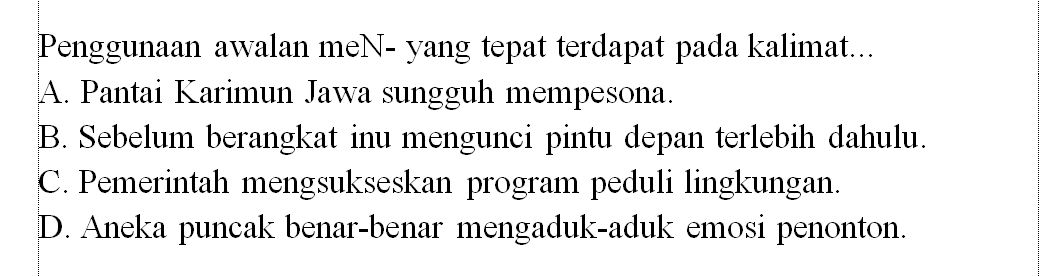 Penggunaan awalan meN- yang tepat terdapat pada kalimat...
A. Pantai Karimun Jawa sungguh mempesona.
B. Sebelum berangkat inu mengunci pintu depan terlebih dahulu.
C. Pemerintah mengsukseskan program peduli lingkungan.
D. Aneka puncak benar-benar mengaduk-aduk emosi penonton.